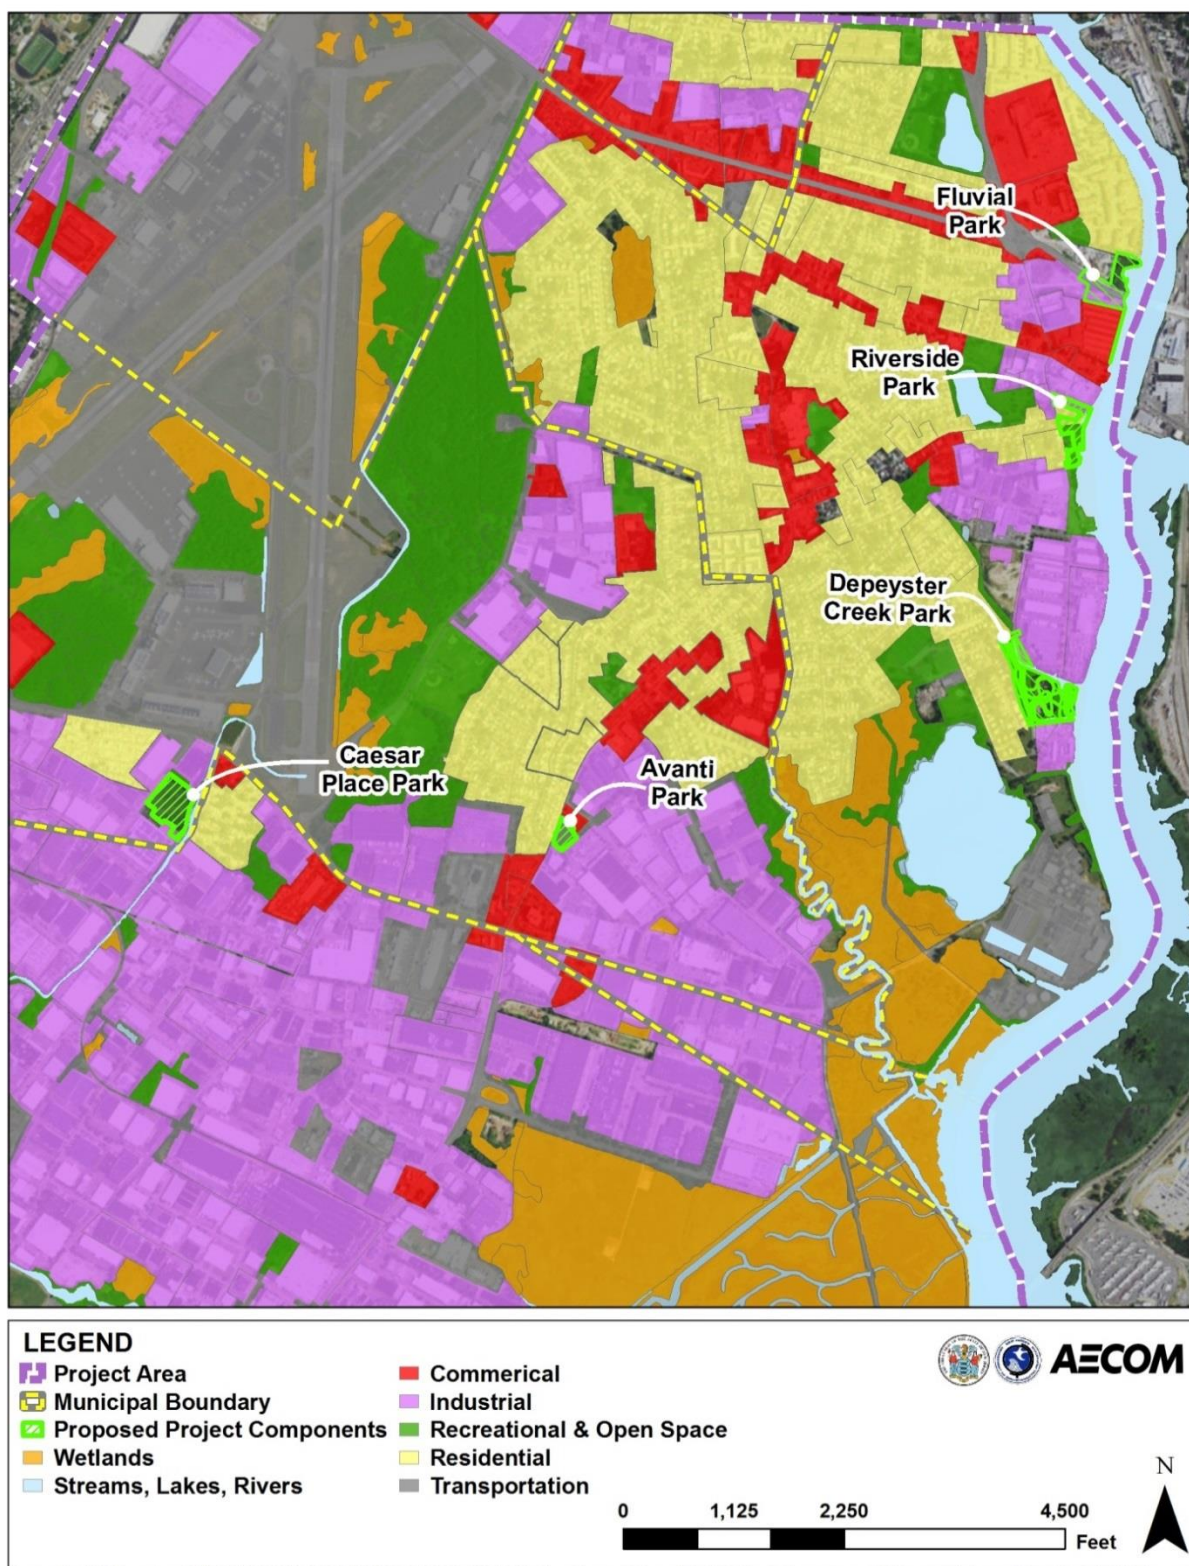 Fluvial
Park
Riverside
Park
Depeyster
Creek Park
Caesar
Place Park
Avanti
Park
LEGEND
Project Area
Municipal Boundary
Proposed Project Components
Wetlands
Streams, Lakes, Rivers
Commerical
Industrial
Recreational & Open Space
Residential
Transportation
AECOM
N
0 1,125 2,250 4,500
Feet